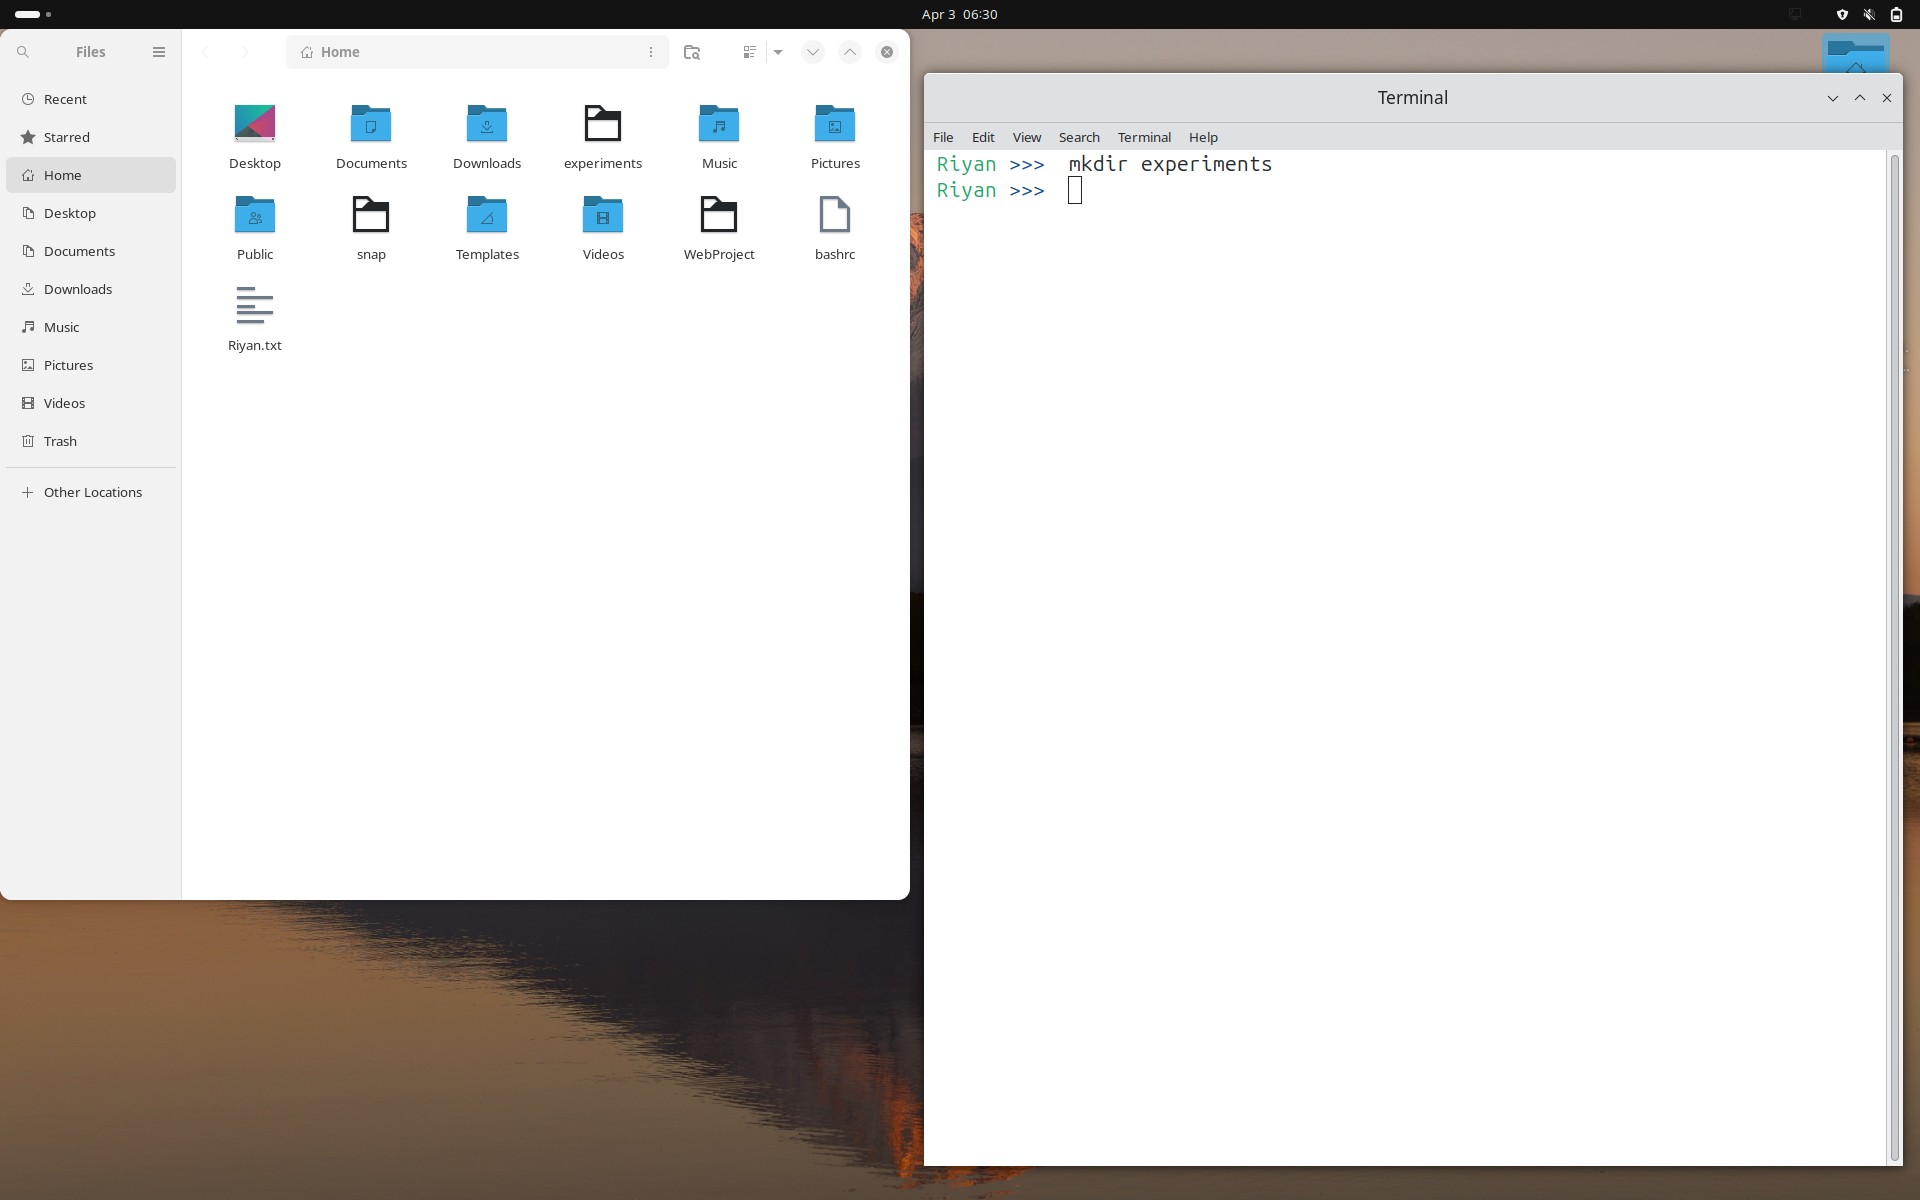 Apr 3 06:30
Files
Home
Recent
Starred
Home
Desktop
Documents
Downloads
Music
Pictures
Videos
Trash
Other Locations
Desktop
Documents
Downloads
experiments
Music
Pictures
Public
snap
Templates
Videos
WebProject
bashrc
Riyan.txt
Terminal
File Edit View Search Terminal Help
Riyan >>> mkdir experiments
Riyan >>>